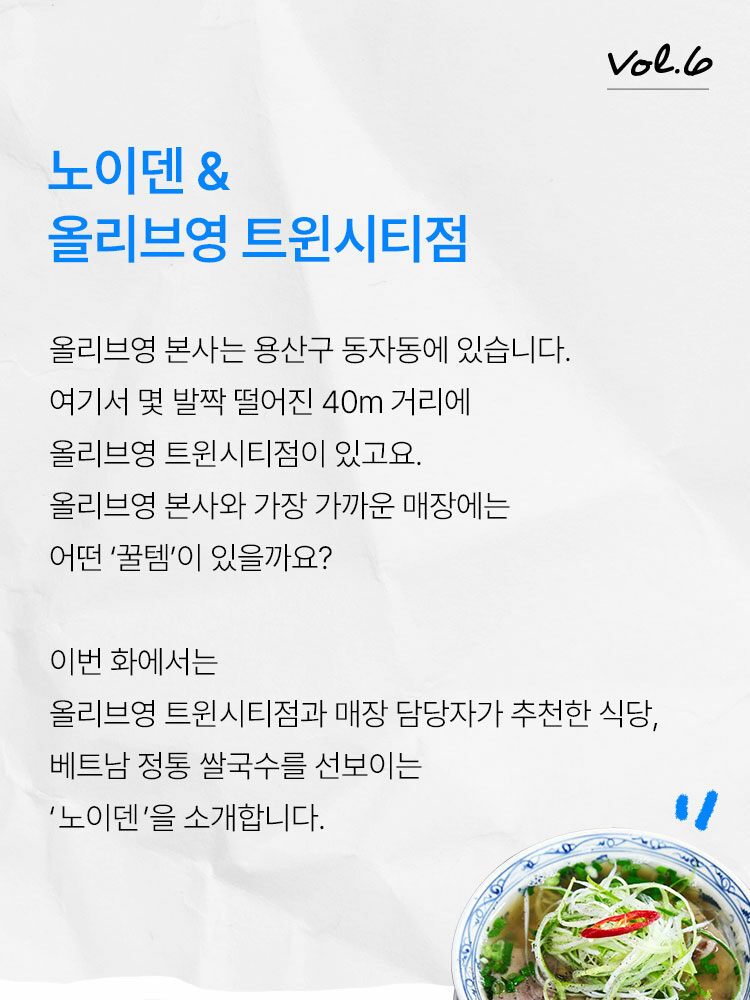 Vol.6
노이덴 &
올리브영 트윈시티점
올리브영 본사는 용산구 동자동에 있습니다.
여기서 몇 발짝 떨어진 40m 거리에
올리브영 트윈시티점이 있고요.
올리브영 본사와 가장 가까운 매장에는
어떤 ‘꿀템’이 있을까요?
이번 화에서는
올리브영 트윈시티점과 매장 담당자가 추천한 식당,
베트남 정통 쌀국수를 선보이는
‘노이덴’을 소개합니다.